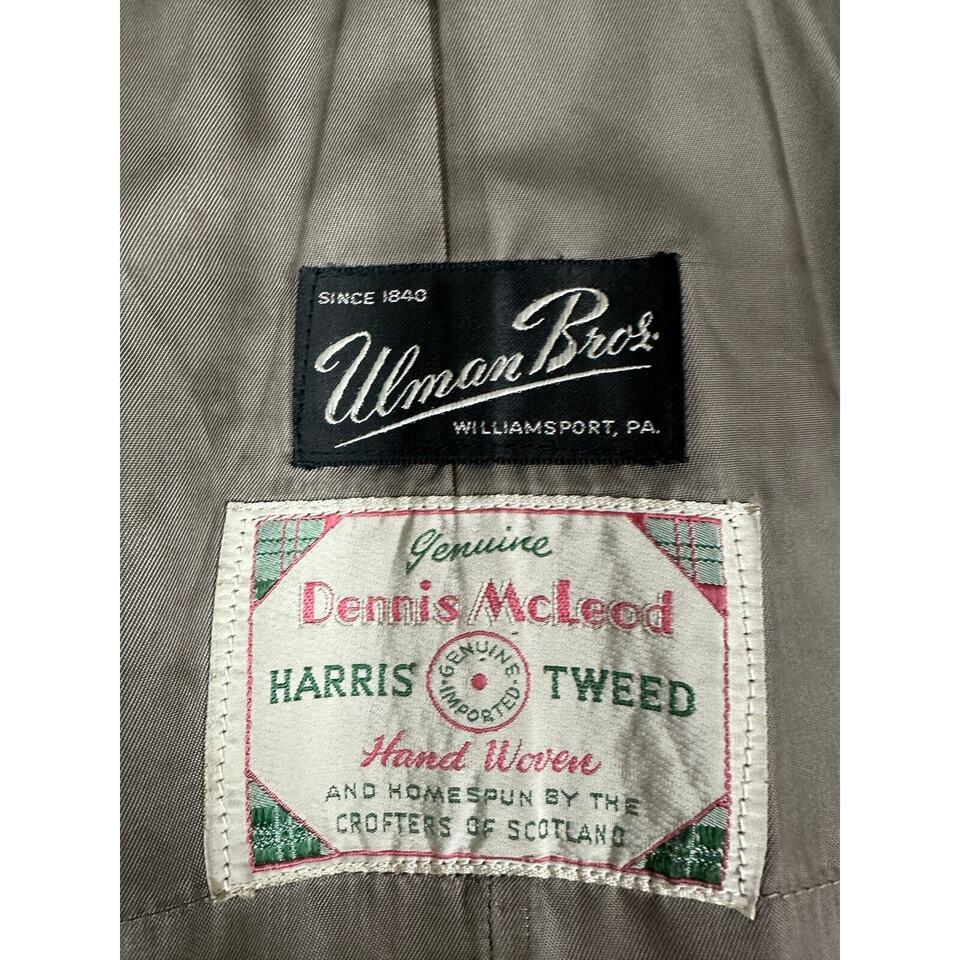 SINCE 1840
Ulman Bros.
WILLIAMSPORT, PA.
Genuine
Dennis McLeod
HARRIS TWEED
GENUINE IMPORTED
Hand Woven
AND HOMESPUN BY THE
CROFTERS OF SCOTLAND